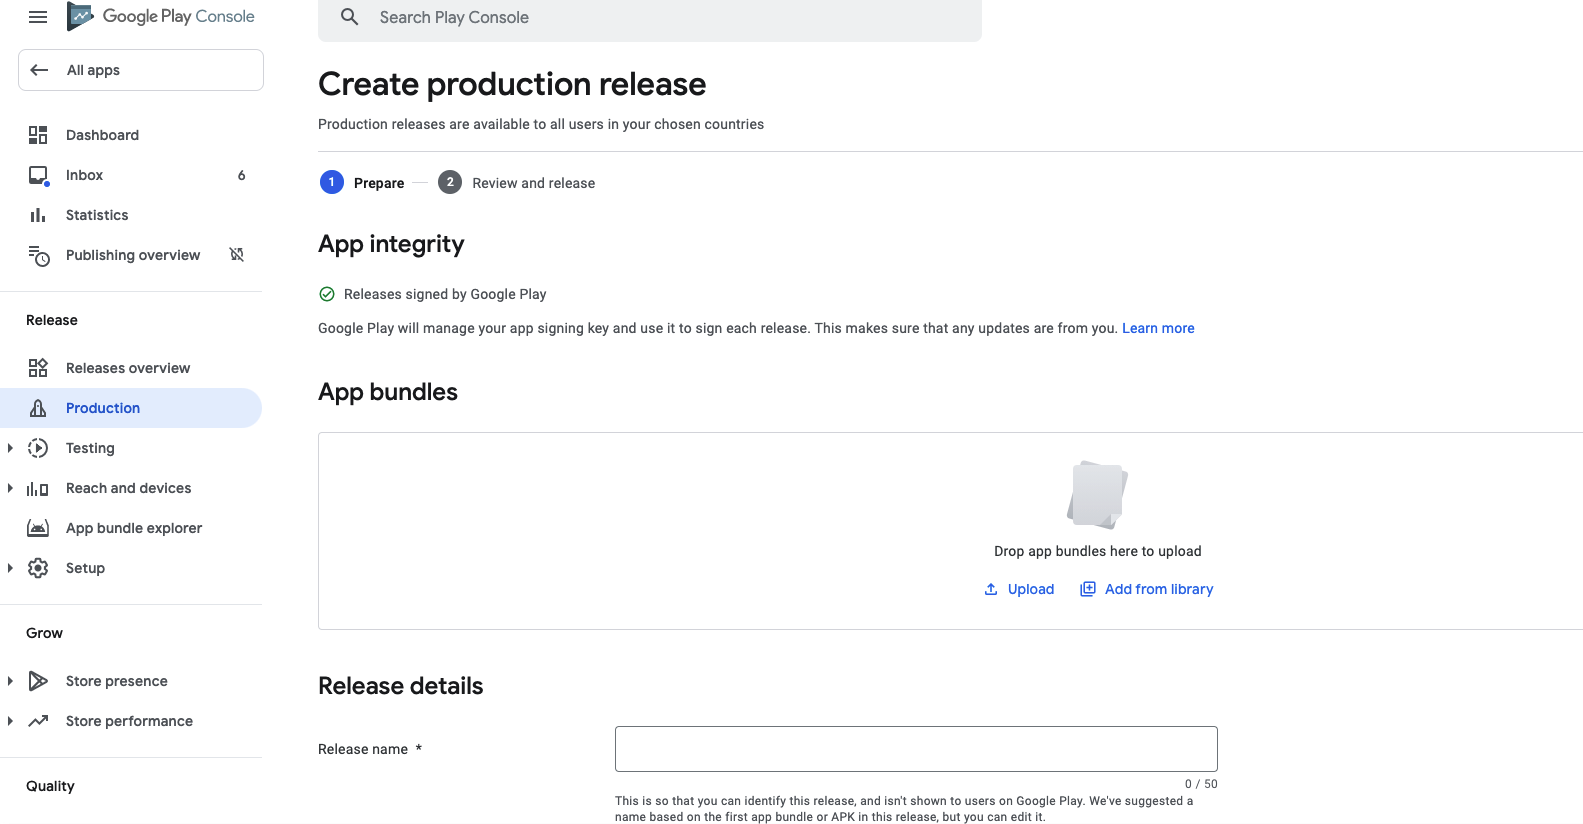 Google Play Console
Search Play Console
All apps
Dashboard
Inbox 6
Statistics
Publishing overview
Release
Releases overview
Production
Testing
Reach and devices
App bundle explorer
Setup
Grow
Store presence
Store performance
Quality
Create production release
Production releases are available to all users in your chosen countries
1 Prepare 2 Review and release
App integrity
Releases signed by Google Play
Google Play will manage your app signing key and use it to sign each release. This makes sure that any updates are from you. Learn more
App bundles
Drop app bundles here to upload
Upload Add from library
Release details
Release name *
0 / 50
This is so that you can identify this release, and isn't shown to users on Google Play. We've suggested a
name based on the first app bundle or APK in this release, but you can edit it.